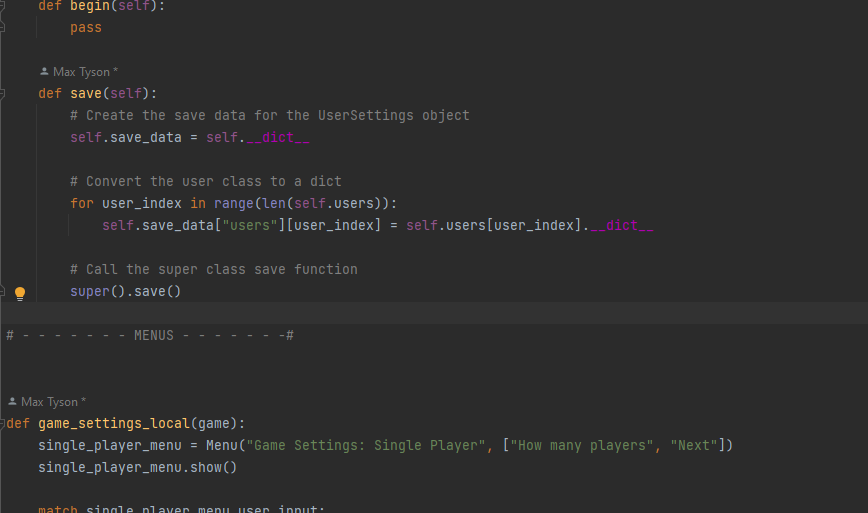 def begin(self):
pass
Max Tyson *
def save(self):
# Create the save data for the UserSettings object
self.save_data = self.__dict__
# Convert the user class to a dict
for user_index in range(len(self.users)):
self.save_data["users"][user_index] = self.users[user_index].__dict__
# Call the super class save function
super().save()
# - - - - - - - MENUS - - - - - - -#
Max Tyson *
def game_settings_local(game):
single_player_menu = Menu("Game Settings: Single Player", ["How many players", "Next"])
single_player_menu.show()
match single_player_menu.user_input: